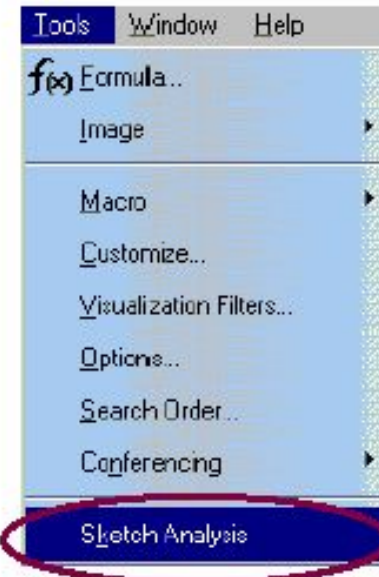 Tools Window Help
f(x) Formula...
Image
Macro
Customize...
Visualization Filters...
Options...
Search Order...
Conferencing
Sketch Analysis